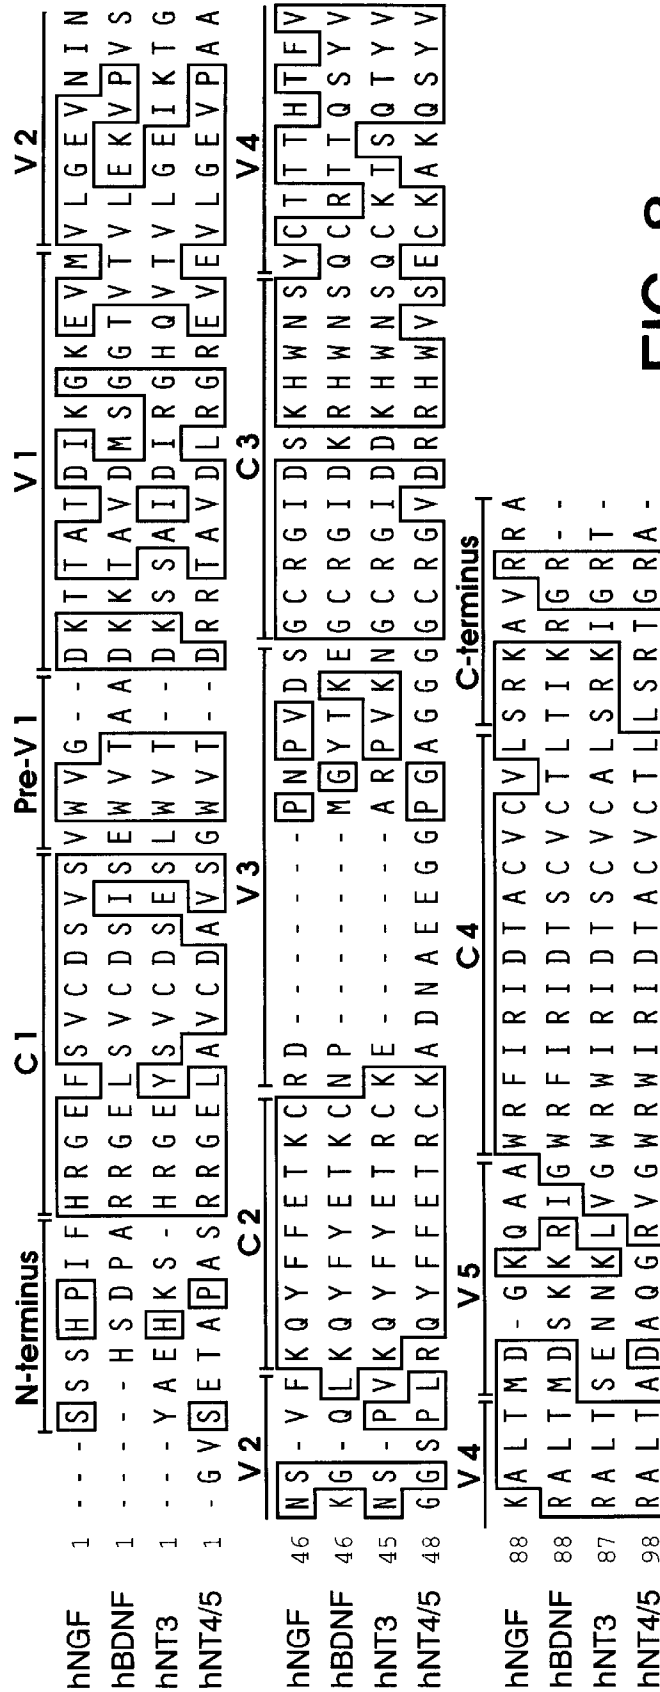 N-terminus C1 Pre-V1 V1 V2
hNGF 1 - - - S S S H P I F H R G E F S V C D S V S V W V G - - D K T T A T D I K G K E V M V L G E V N I N
hBDNF 1 - - - - - H S D P A R R G E L S V C D S I S E W V T A A D K K T A V D M S G G T V T V L E K V P V S
hNT3 1 - - - Y A E H K S - H R G E Y S V C D S E S L W V T - - D K S S A I D I R G H Q V T V L G E I K T G
hNT4/5 1 - G V S E T A P A S R R G E L A V C D A V S G W V T - - D R R T A V D L R G R E V E V L G E V P A A
V2 C2 V3 C3 V4
hNGF 46 N S - V F K Q Y F F E T K C R D - - - - - - - P N P V D S G C R G I D S K H W N S Y C T T T H T F V
hBDNF 46 K G - Q L K Q Y F Y E T K C N P - - - - - - - M G Y T K E G C R G I D K R H W N S Q C R T T Q S Y V
hNT3 45 N S - P V K Q Y F Y E T R C K E - - - - - - - A R P V K N G C R G I D D K H W N S Q C K T S Q T Y V
hNT4/5 48 G G S P L R Q Y F F E T R C K A D N A E E G G P G A G G G G C R G V D R R H W V S E C K A K Q S Y V
V4 V5 C4 C-terminus
hNGF 88 K A L T M D - G K Q A A W R F I R I D T A C V C V L S R K A V R R A
hBDNF 88 R A L T M D S K K R I G W R F I R I D T S C V C T L T I K R G R - -
hNT3 87 R A L T S E N N K L V G W R W I R I D T S C V C A L S R K I G R T -
hNT4/5 98 R A L T A D A Q G R V G W R W I R I D T A C V C T L L S R T G R A -